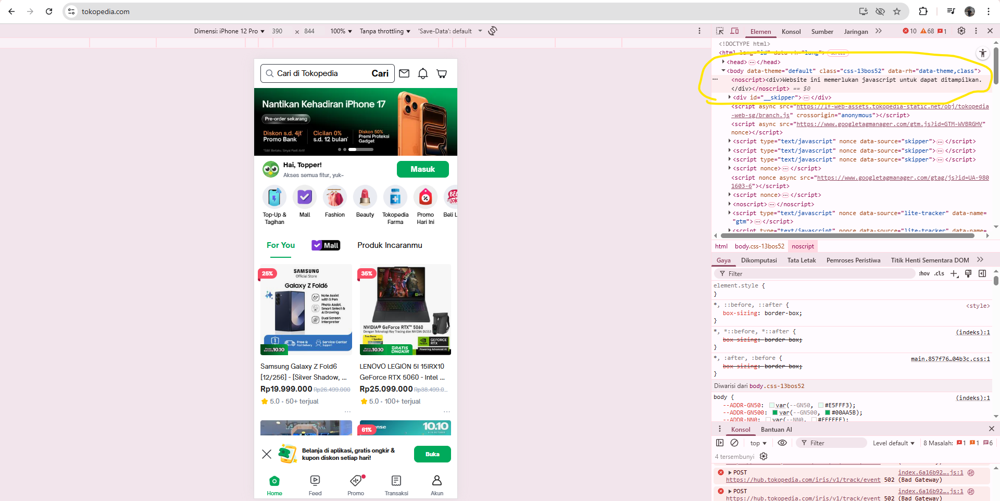 tokopedia.com
Dimensi: iPhone 12 Pro 390 × 844 100% Tanpa throttling 'Save-Data': default
Cari di Tokopedia Cari
Nantikan Kehadiran iPhone 17
Pre-order sekarang
Diskon s.d. 4jt* Promo Bank
Cicilan 0% s.d. 12 bulan*
Diskon 50% Premi Proteksi Gadget
Hai, Topper!
Akses semua fitur, yuk~
Masuk
Top-Up & Tagihan
Mall
Fashion
Beauty
Tokopedia Farma
Promo Hari Ini
Beli L
For You Mall Produk Incaranmu
25%
SAMSUNG
Official Store
Galaxy Z Fold6
Note Assist with S Pen
Photo Assist, Smart Select & AI Drawing
Dual Screen Interpreter
Free & Fast Delivery
Service Center Support
10.10
Samsung Galaxy Z Fold6
[12/256] - [Silver Shadow, ...
Rp19.999.000 Rp26.499.000
5.0 • 50+ terjual
35%
NVIDIA® GeForce RTX™ 5060
Dengan Teknologi Ray Tracing dan NVIDIA DLSS3
10.10
GRATIS ONGKIR
GEFORCE RTX
Powering Advanced AI
LENOVO LEGION 5I 15IRX10
GeForce RTX 5060 - Intel ...
Rp25.099.000 Rp38.499.0...
5.0 • 100+ terjual
61%
10.10
Belanja di aplikasi, gratis ongkir &
kupon diskon setiap hari!
Buka
Home Feed Promo Transaksi Akun
Elemen Konsol Sumber Jaringan 10 68 1
<!DOCTYPE html>
<html lang="id" data-rh="lang"> scroll
<head> </head>
<body data-theme="default" class="css-13bos52" data-rh="data-theme,class">
<noscript><div>Website ini memerlukan javascript untuk dapat ditampilkan.
</div></noscript> == $0
<div id="__skipper"> </div>
<script async src="https://lf-web-assets.tokopedia-static.net/obj/tokopedia
-web-sg/branch.js" crossorigin="anonymous"></script>
<script async src="https://www.googletagmanager.com/gtm.js?id=GTM-WVBRGHV"
nonce></script>
<script type="text/javascript" nonce data-source="skipper"> </script>
<script type="text/javascript" nonce data-source="skipper"> </script>
<script type="text/javascript" nonce data-source="skipper"> </script>
<script nonce> </script>
<script nonce async src="https://www.googletagmanager.com/gtag/js?id=UA-980
1603-6"></script>
<script nonce> </script>
<noscript> </noscript>
<script type="text/javascript" nonce data-source="lite-tracker" data-name=
"gtm"> </script>
<script type="text/javascript" nonce data-source="lite-tracker" data-name=
html body.css-13bos52 noscript
Gaya Dikomputasi Tata Letak Pemroses Peristiwa Titik Henti Sementara DOM
Filter :hov .cls
element.style {
}
*, ::before, ::after { <style>
box-sizing: border-box;
}
*, *::before, *::after { (indeks):1
box-sizing: border-box;
}
*, :after, :before { main.857f76…04b3c.css:1
box-sizing: border-box;
}
Diwarisi dari body.css-13bos52
body { (indeks):1
--ADDR-GN50: var(--GN50, #E5FFF3);
--ADDR-GN500: var(--GN500, #00AA5B);
--ADDR-NN0: var(--NN0, #FFFFFF);
Konsol Bantuan AI
top Filter Level default 8 Masalah: 1 1 6
4 tersembunyi
POST index.6a16b92….js:1
https://hub.tokopedia.com/iris/v1/track/event 502 (Bad Gateway)
POST index.6a16b92….js:1
https://hub.tokopedia.com/iris/v1/track/event 502 (Bad Gateway)